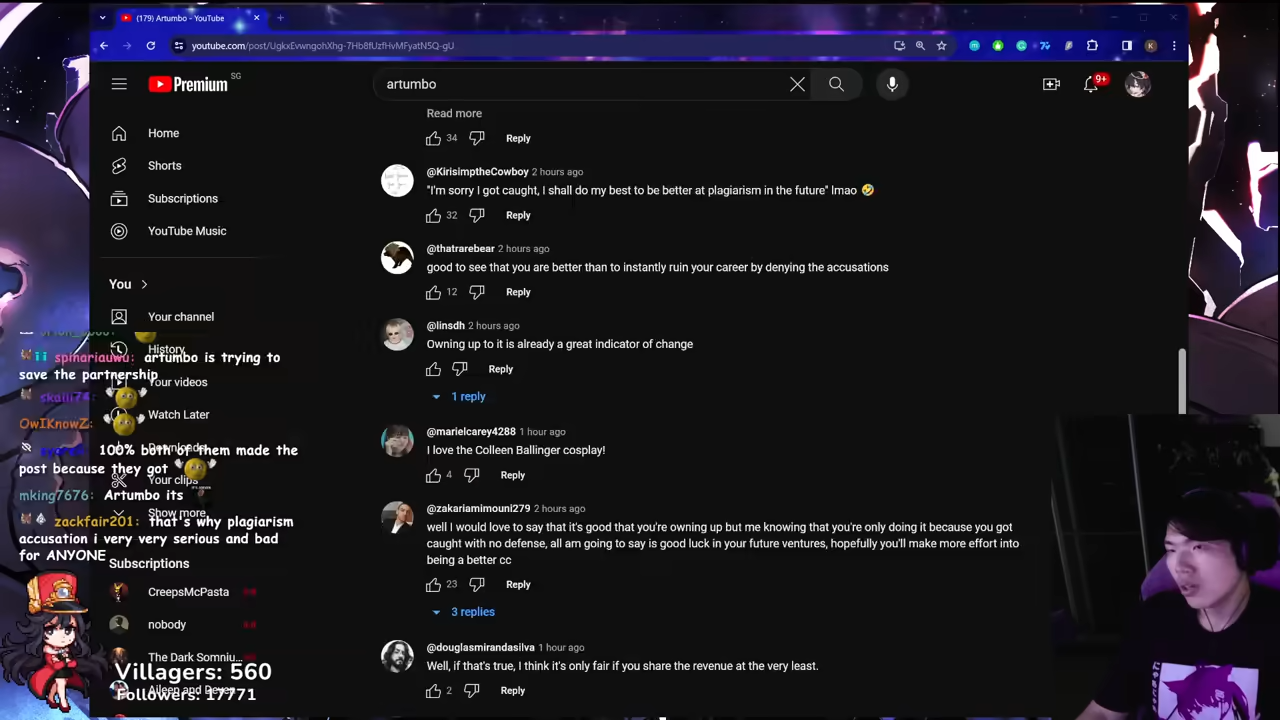 (179) Artumbo - YouTube
youtube.com/post/UgkxEvwngohXhg-7Hb8fUzfHvMFyatN5Q-gU
Premium SG
artumbo
9+
Home
Shorts
Subscriptions
YouTube Music
You
Your channel
History
Your videos
Watch Later
Downloads
Your clips
Show more
Subscriptions
CreepsMcPasta
nobody
The Dark Somniu...
Aileen and Deven
Read more
34 Reply
@KirisimptheCowboy 2 hours ago
"I'm sorry I got caught, I shall do my best to be better at plagiarism in the future" lmao 🤣
32 Reply
@thatrarebear 2 hours ago
good to see that you are better than to instantly ruin your career by denying the accusations
12 Reply
@linsdh 2 hours ago
Owning up to it is already a great indicator of change
Reply
1 reply
@marielcarey4288 1 hour ago
I love the Colleen Ballinger cosplay!
4 Reply
@zakariamimouni279 2 hours ago
well I would love to say that it's good that you're owning up but me knowing that you're only doing it because you got
caught with no defense, all am going to say is good luck in your future ventures, hopefully you'll make more effort into
being a better cc
23 Reply
3 replies
@douglasmirandasilva 1 hour ago
Well, if that's true, I think it's only fair if you share the revenue at the very least.
2 Reply
spinariauwu: artumbo is trying to
save the partnership
OwIKnowZ:
100% both of them made the
post because they got
mking7676: Artumbo its
zackfair201: that's why plagiarism
accusation i very very serious and bad
for ANYONE
Villagers: 560
Followers: 17771